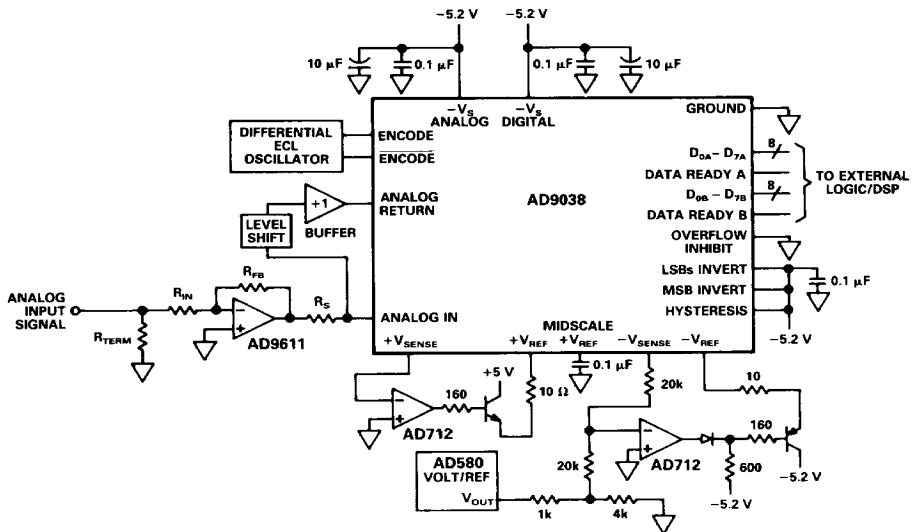 −5.2 V
−5.2 V
10 μF
0.1 μF
0.1 μF
10 μF
−VS
ANALOG
−VS
DIGITAL
GROUND
DIFFERENTIAL
ECL
OSCILLATOR
ENCODE
ENCODE
D0A− D7A
8
DATA READY A
D0B− D7B
8
DATA READY B
TO EXTERNAL
LOGIC/DSP
+1
BUFFER
ANALOG
RETURN
AD9038
LEVEL
SHIFT
OVERFLOW
INHIBIT
LSBs INVERT
0.1 μF
MSB INVERT
HYSTERESIS
−5.2 V
ANALOG
INPUT
SIGNAL
RTERM
RIN
RFB
−
+
AD9611
RS
ANALOG IN
+VSENSE
+VREF
MIDSCALE
+VREF
−VSENSE
−VREF
0.1 μF
−
+
AD712
160
+5 V
10 Ω
20k
10
−
+
AD712
160
600
−5.2 V
−5.2 V
20k
AD580
VOLT/REF
VOUT
1k
4k